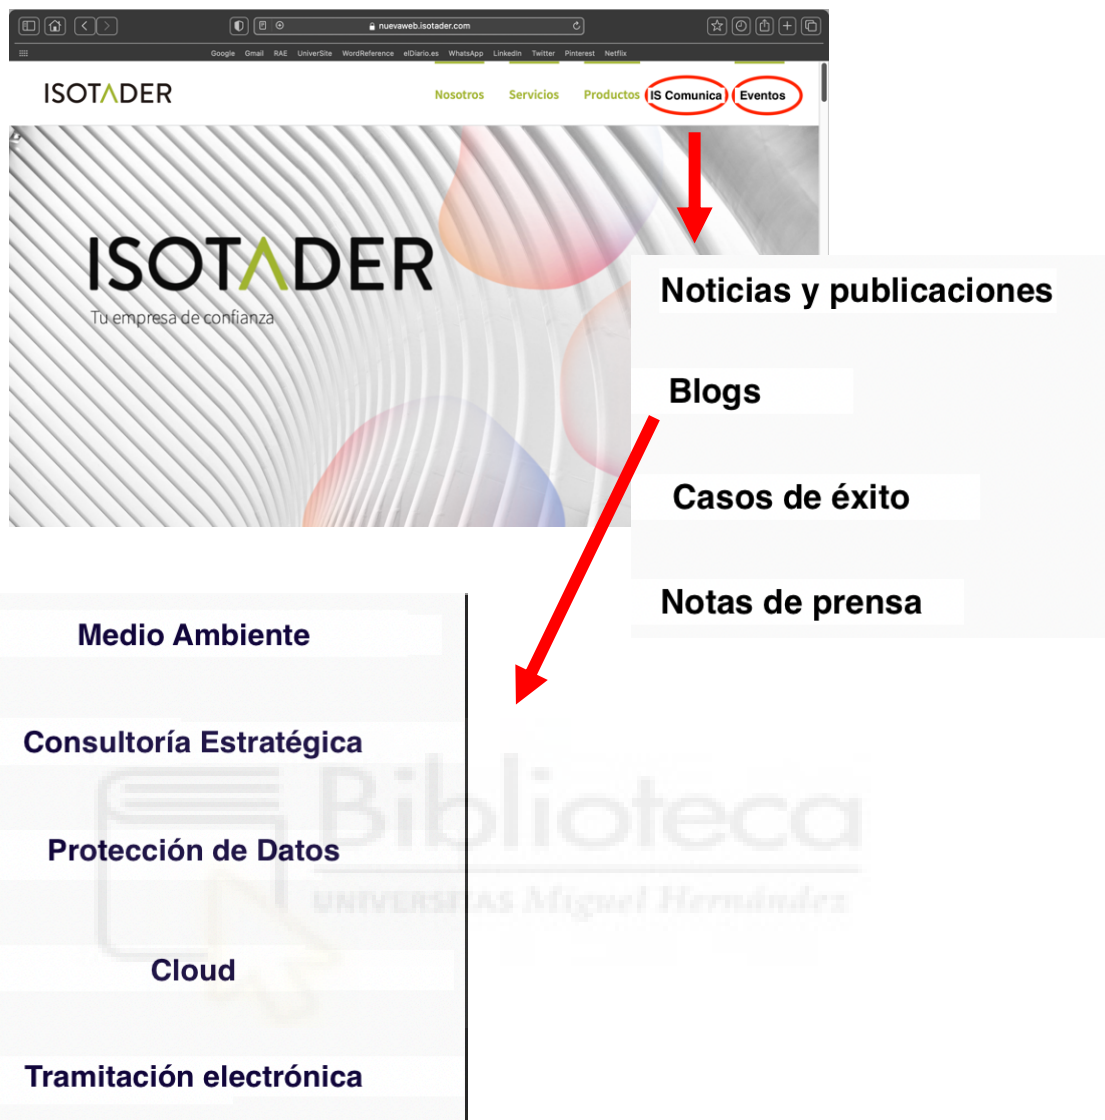 nuevaweb.isotader.com
Google Gmail RAE UniverSite WordReference elDiario.es WhatsApp LinkedIn Twitter Pinterest Netflix
ISOTADER Nosotros Servicios Productos IS Comunica Eventos
ISOTADER
Tu empresa de confianza
Noticias y publicaciones
Blogs
Casos de éxito
Notas de prensa
Medio Ambiente
Consultoría Estratégica
Protección de Datos
Cloud
Tramitación electrónica
Biblioteca
UNIVERSITAS Miguel Hernández